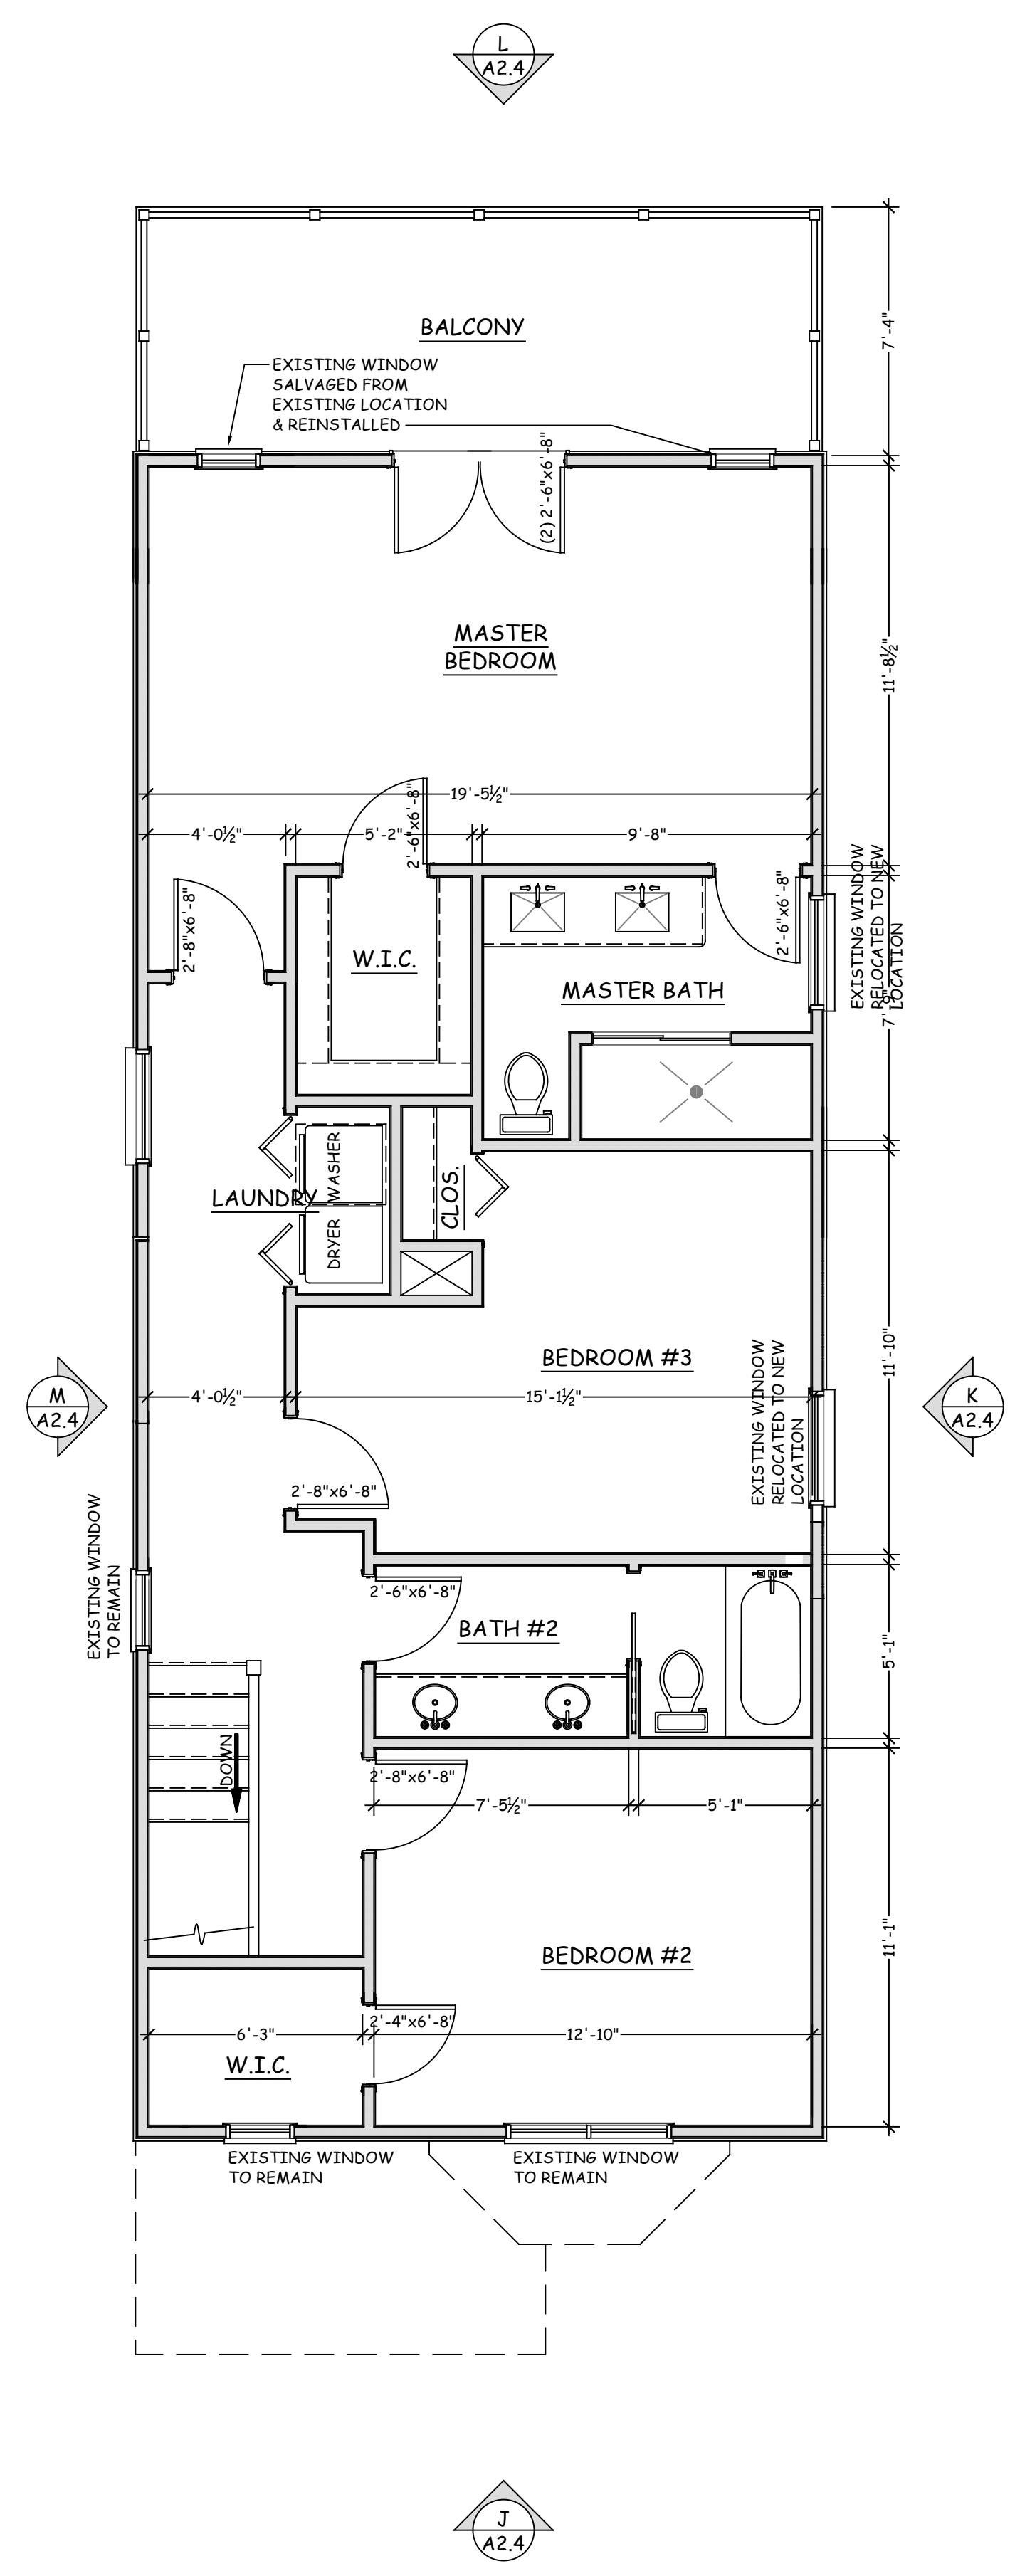 L
A2.4
BALCONY
7'-4"
EXISTING WINDOW
SALVAGED FROM
EXISTING LOCATION
& REINSTALLED
(2) 2'-6"x6'-8"
MASTER
BEDROOM
11'-8½"
19'-5½"
4'-0½"
5'-2"
9'-8"
2'-6"x6'-8"
2'-8"x6'-8"
2'-6"x6'-8"
EXISTING WINDOW
RELOCATED TO NEW
LOCATION
W.I.C.
MASTER BATH
WASHER
LAUNDRY
DRYER
CLOS.
BEDROOM #3
11'-10"
EXISTING WINDOW
RELOCATED TO NEW
LOCATION
M
A2.4
4'-0½"
15'-1½"
K
A2.4
2'-8"x6'-8"
EXISTING WINDOW
TO REMAIN
2'-6"x6'-8"
BATH #2
5'-1"
DOWN
2'-8"x6'-8"
7'-5½"
5'-1"
BEDROOM #2
11'-1"
2'-4"x6'-8"
6'-3"
12'-10"
W.I.C.
EXISTING WINDOW
TO REMAIN
EXISTING WINDOW
TO REMAIN
J
A2.4